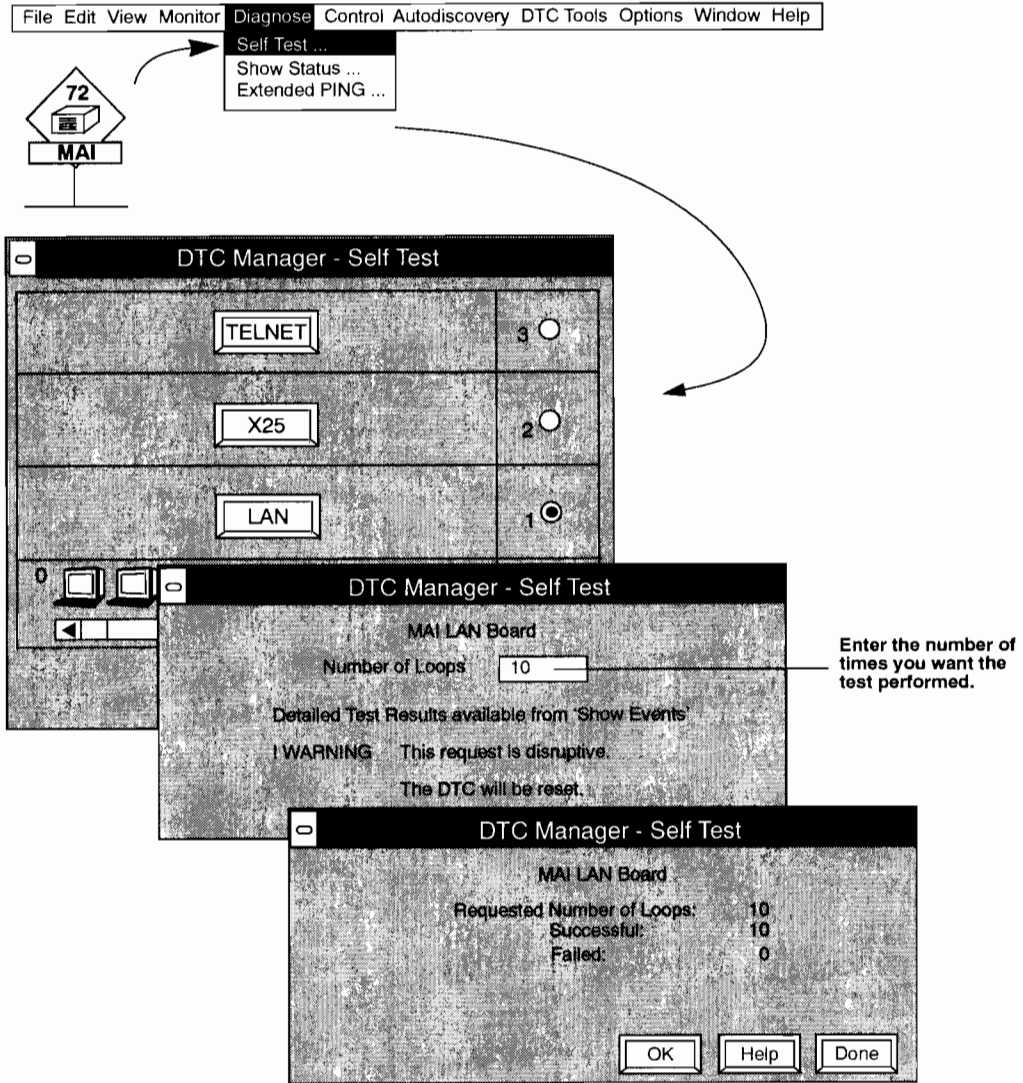 File Edit View Monitor Diagnose Control Autodiscovery DTC Tools Options Window Help
Self Test ...
Show Status ...
Extended PING ...
72
MAI
DTC Manager - Self Test
TELNET
3
X25
2
LAN
1
0
DTC Manager - Self Test
MAI LAN Board
Number of Loops 10
Enter the number of
times you want the
test performed.
Detailed Test Results available from 'Show Events'
! WARNING This request is disruptive.
The DTC will be reset.
DTC Manager - Self Test
MAI LAN Board
Requested Number of Loops: 10
Successful: 10
Failed: 0
OK Help Done